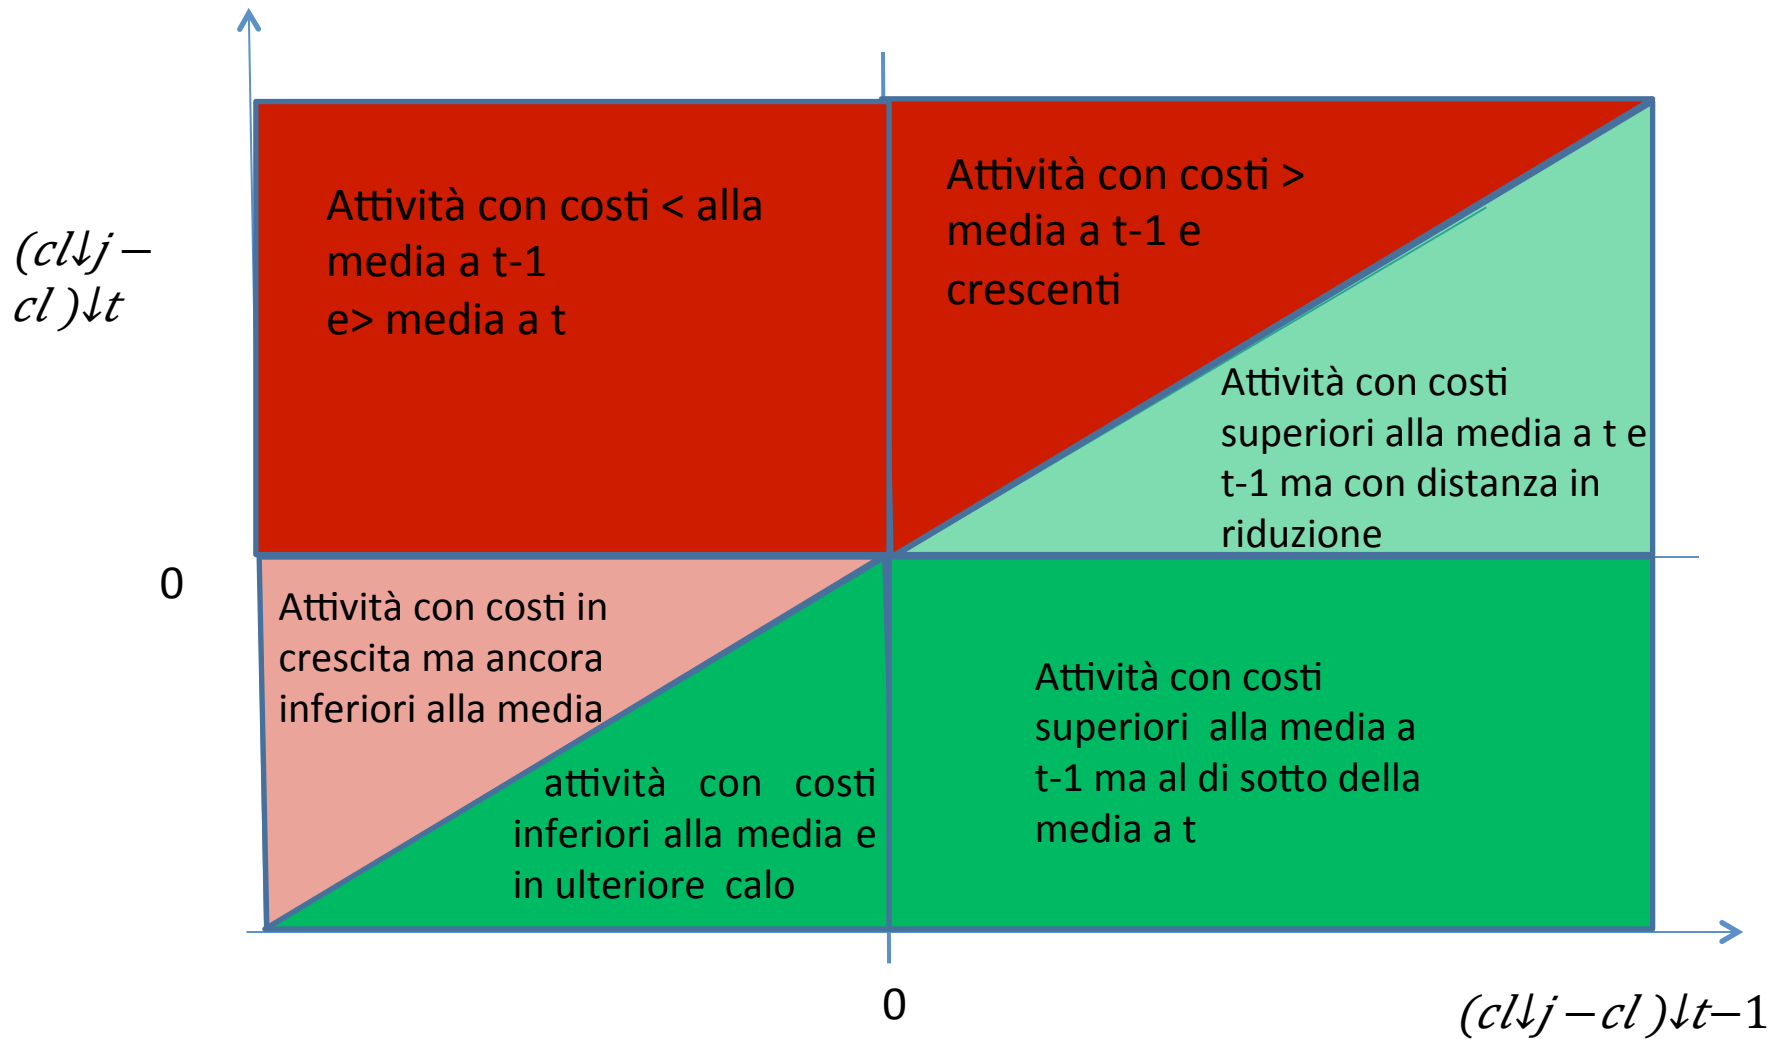 Attività con costi < alla
media a t-1
e> media a t
Attività con costi >
media a t-1 e
crescenti
(cl↓j −
cl )↓t
Attività con costi
superiori alla media a t e
t-1 ma con distanza in
riduzione
0
Attività con costi in
crescita ma ancora
inferiori alla media
attività con costi
inferiori alla media e
in ulteriore calo
Attività con costi
superiori alla media a
t-1 ma al di sotto della
media a t
0
(cl↓j −cl )↓t−1